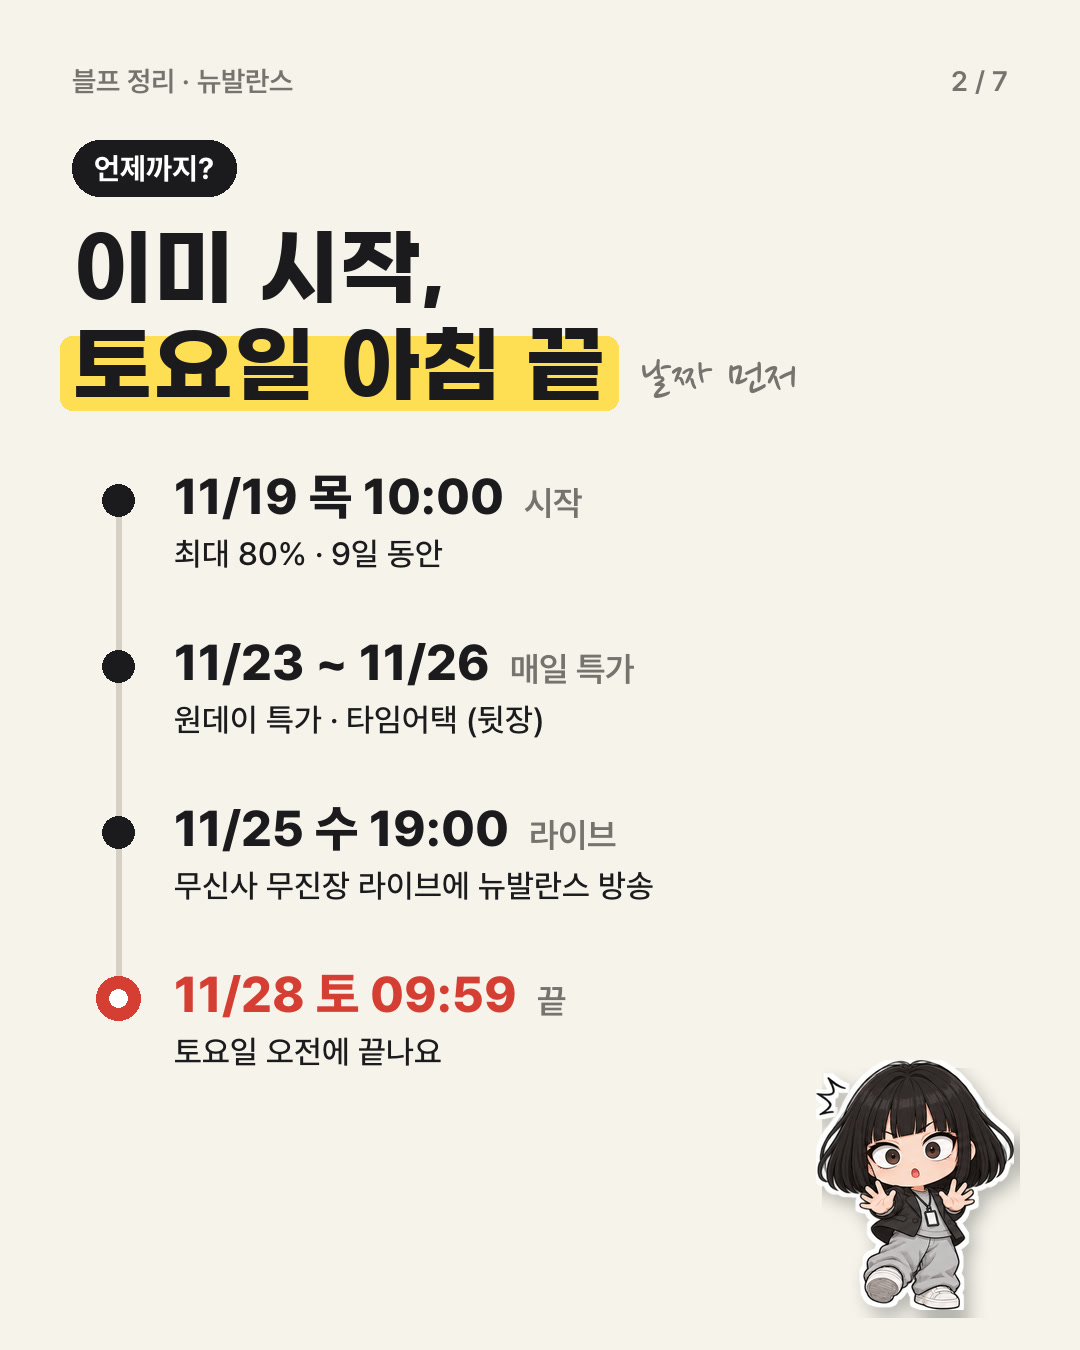 블프 정리 · 뉴발란스
2 / 7
언제까지?
이미 시작,
토요일 아침 끝
날짜 먼저
11/19 목 10:00 시작
최대 80% · 9일 동안
11/23 ~ 11/26 매일 특가
원데이 특가 · 타임어택 (뒷장)
11/25 수 19:00 라이브
무신사 무진장 라이브에 뉴발란스 방송
11/28 토 09:59 끝
토요일 오전에 끝나요